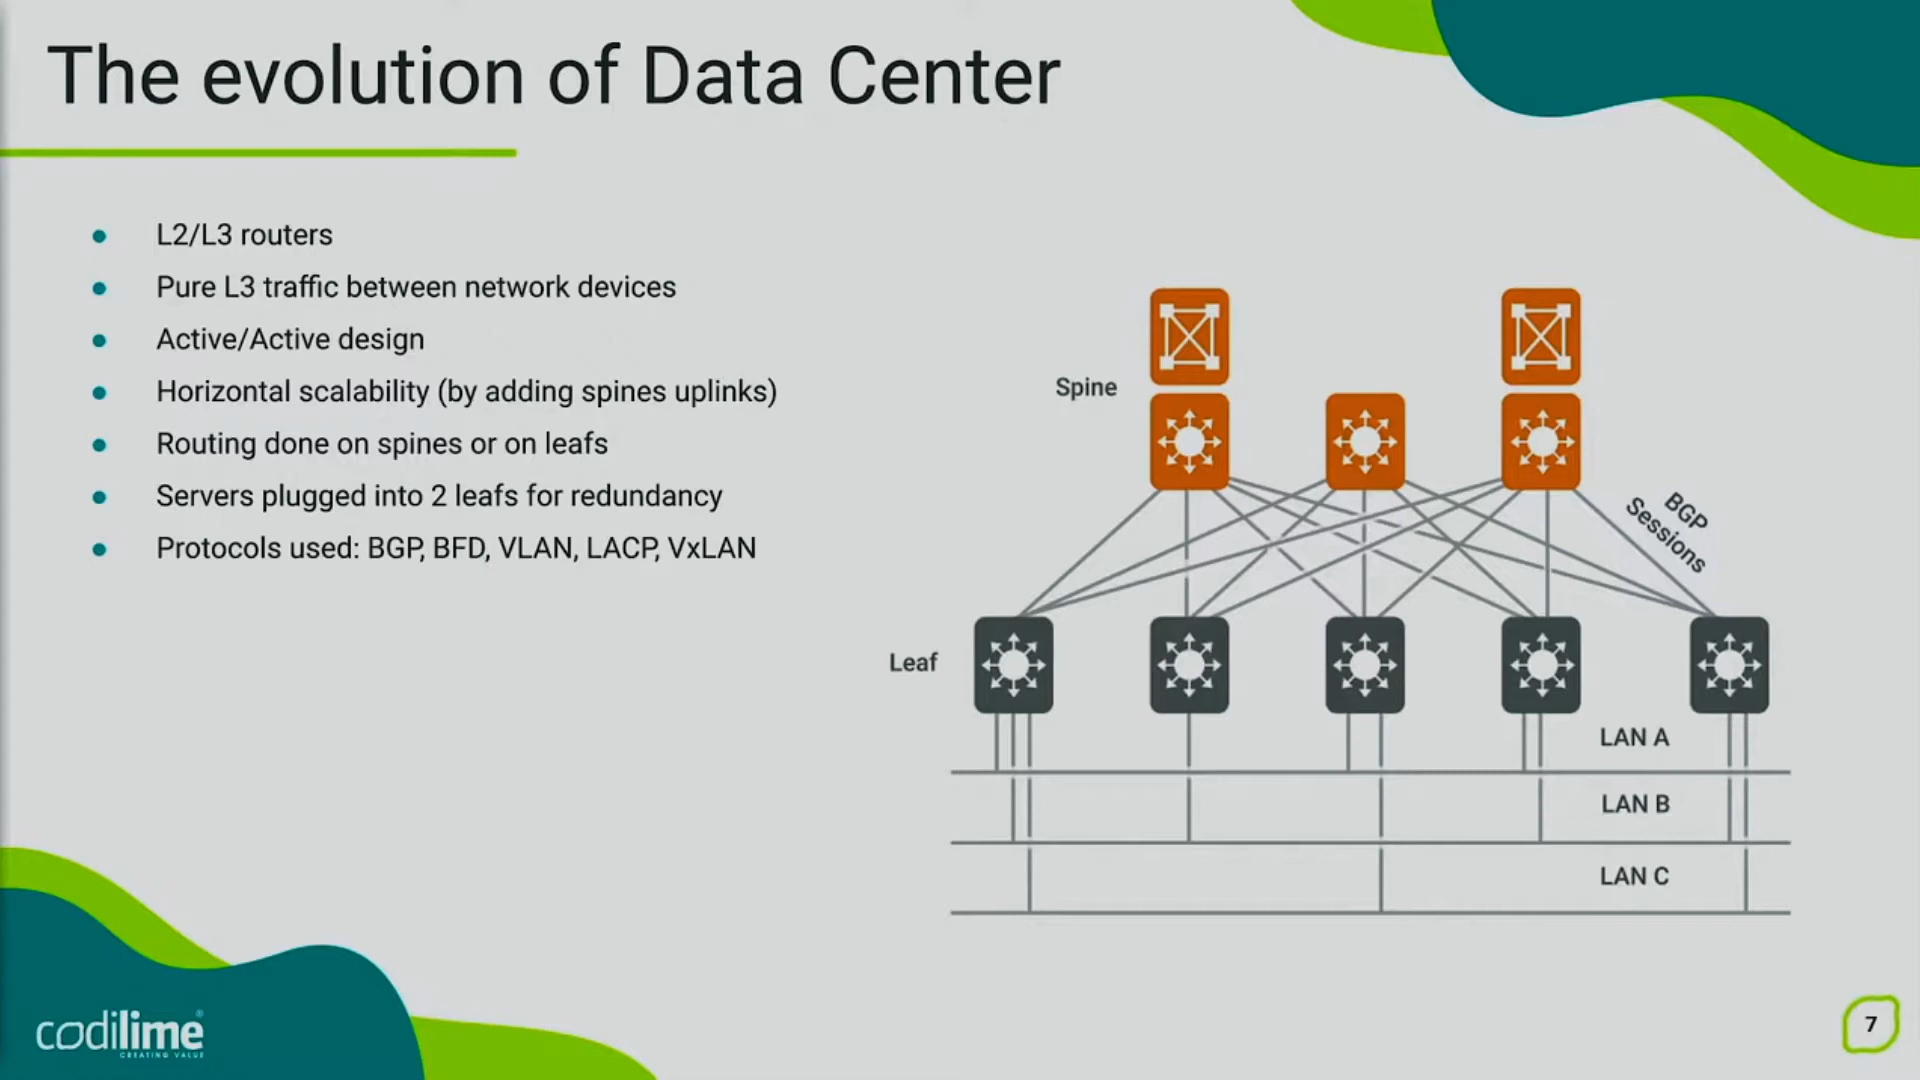 The evolution of Data Center
L2/L3 routers
Pure L3 traffic between network devices
Active/Active design
Horizontal scalability (by adding spines uplinks)
Routing done on spines or on leafs
Servers plugged into 2 leafs for redundancy
Protocols used: BGP, BFD, VLAN, LACP, VxLAN
Spine
BGP
Sessions
Leaf
LAN A
LAN B
LAN C
codilime®
CREATING VALUE
7